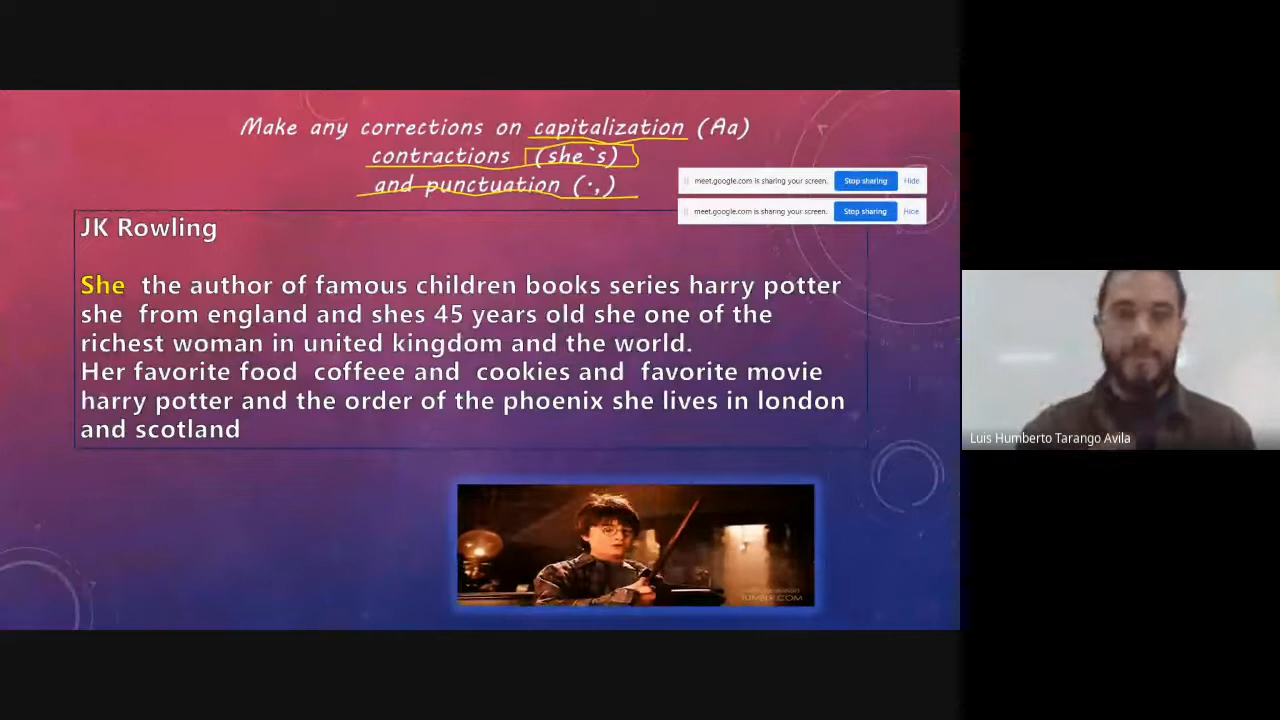 Make any corrections on capitalization (Aa)
contractions (she`s)
and punctuation (.,)
meet.google.com is sharing your screen. Stop sharing Hide
meet.google.com is sharing your screen. Stop sharing Hide
JK Rowling
She the author of famous children books series harry potter
she from england and shes 45 years old she one of the
richest woman in united kingdom and the world.
Her favorite food coffeee and cookies and favorite movie
harry potter and the order of the phoenix she lives in london
and scotland
TUMBLR.COM
Luis Humberto Tarango Avila